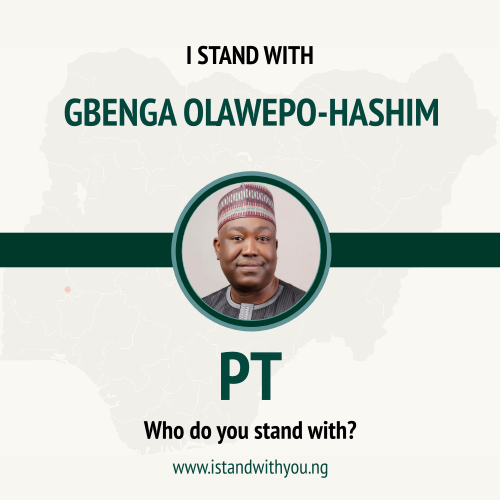 I STAND WITH
GBENGA OLAWEPO-HASHIM
PT
Who do you stand with?
www.istandwithyou.ng